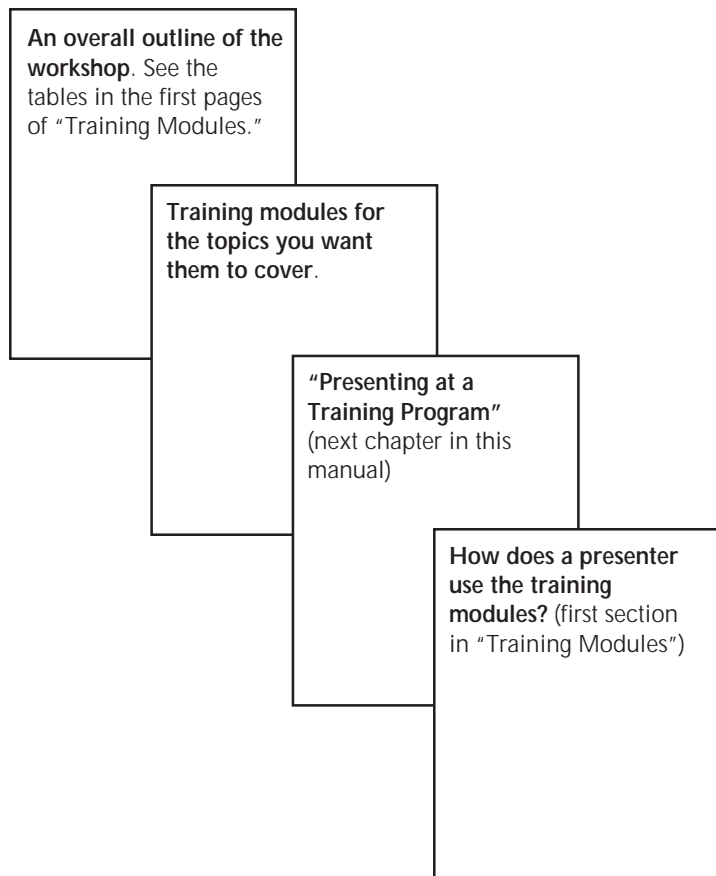 An overall outline of the
workshop. See the
tables in the first pages
of “Training Modules.”
Training modules for
the topics you want
them to cover.
“Presenting at a
Training Program”
(next chapter in this
manual)
How does a presenter
use the training
modules? (first section
in “Training Modules”)